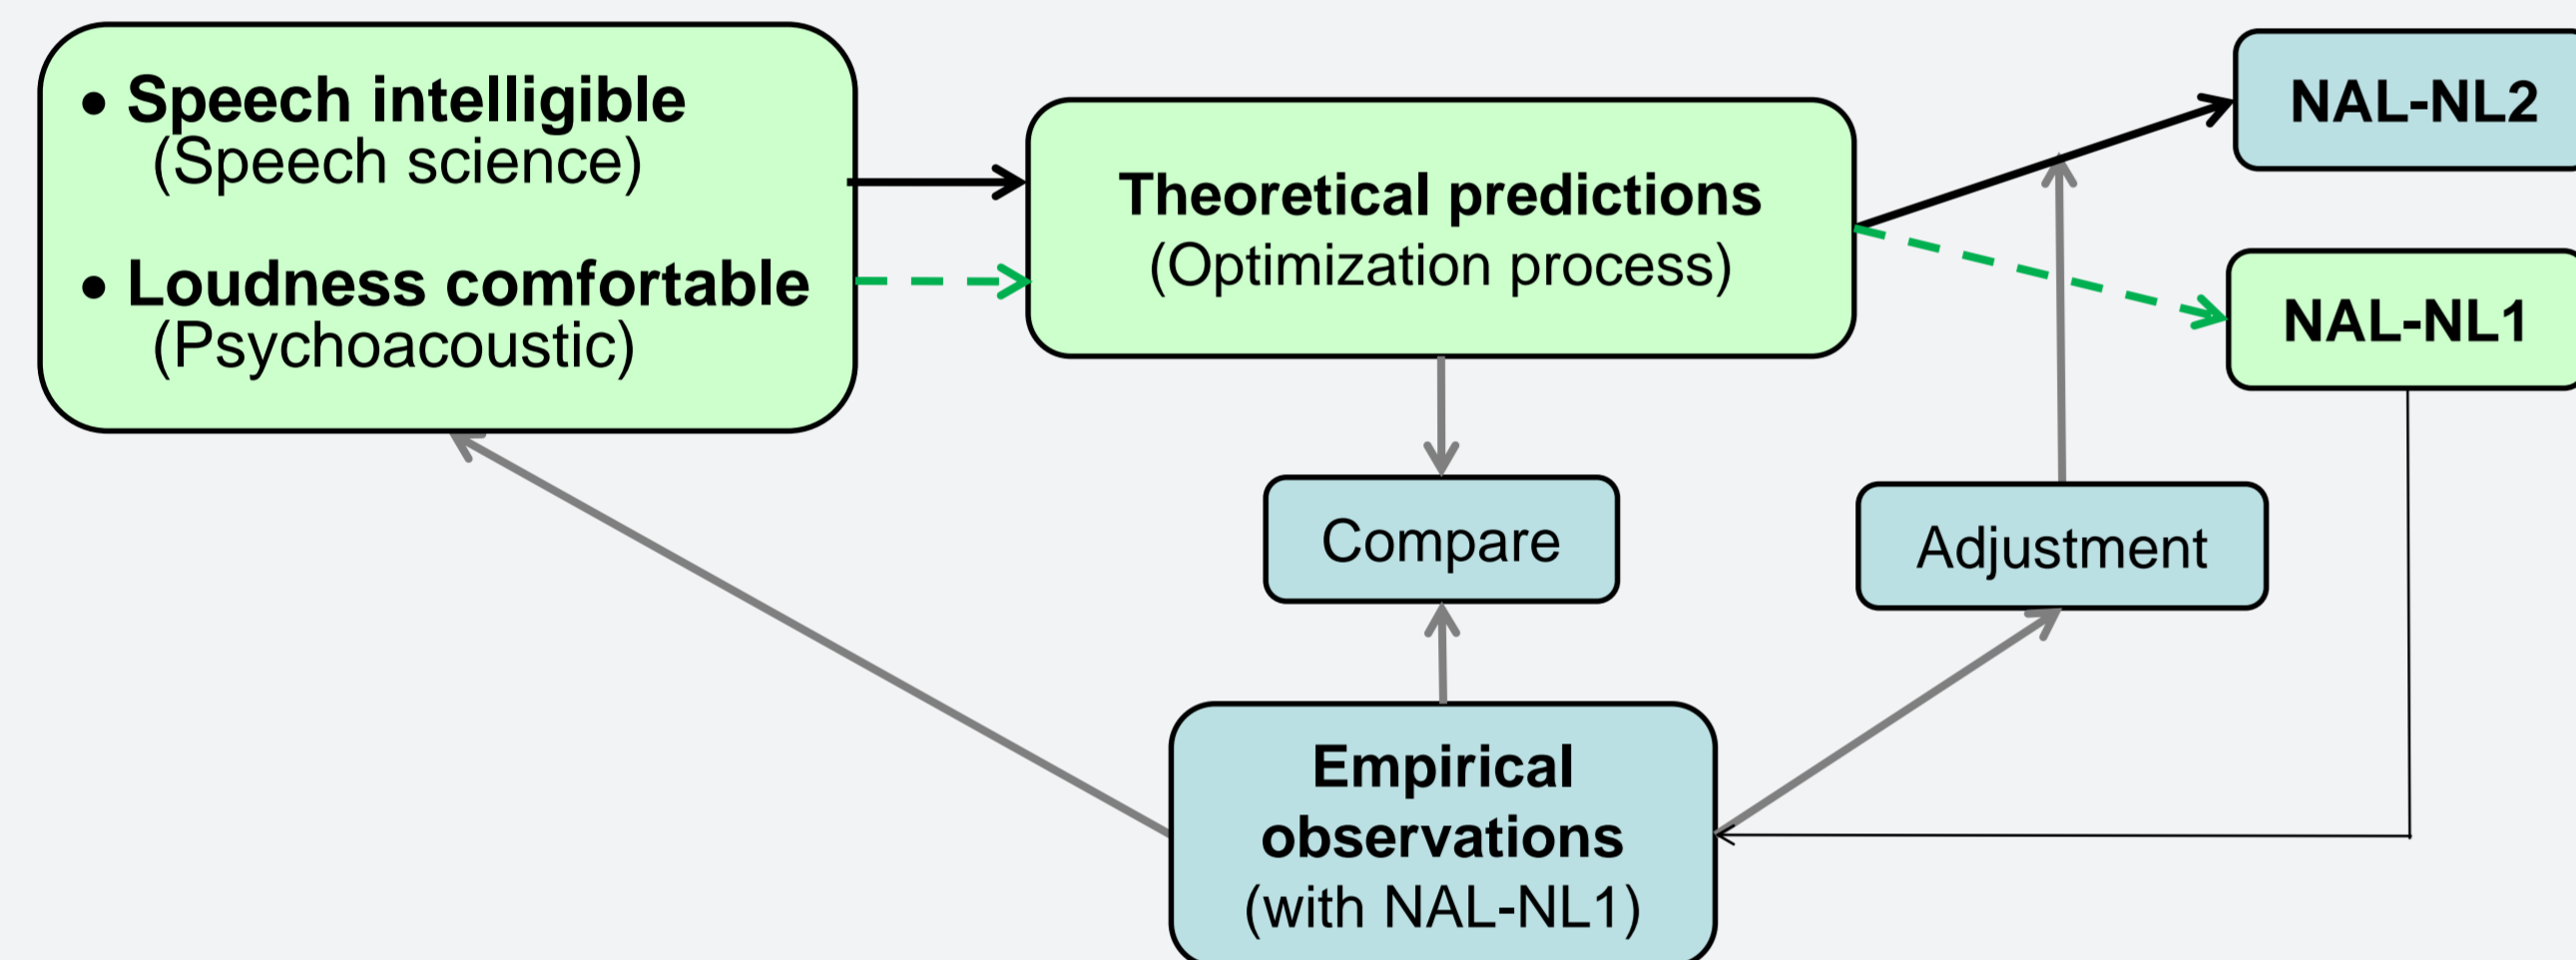 • Speech intelligible
(Speech science)
• Loudness comfortable
(Psychoacoustic)
Theoretical predictions
(Optimization process)
NAL-NL2
NAL-NL1
Compare
Adjustment
Empirical
observations
(with NAL-NL1)